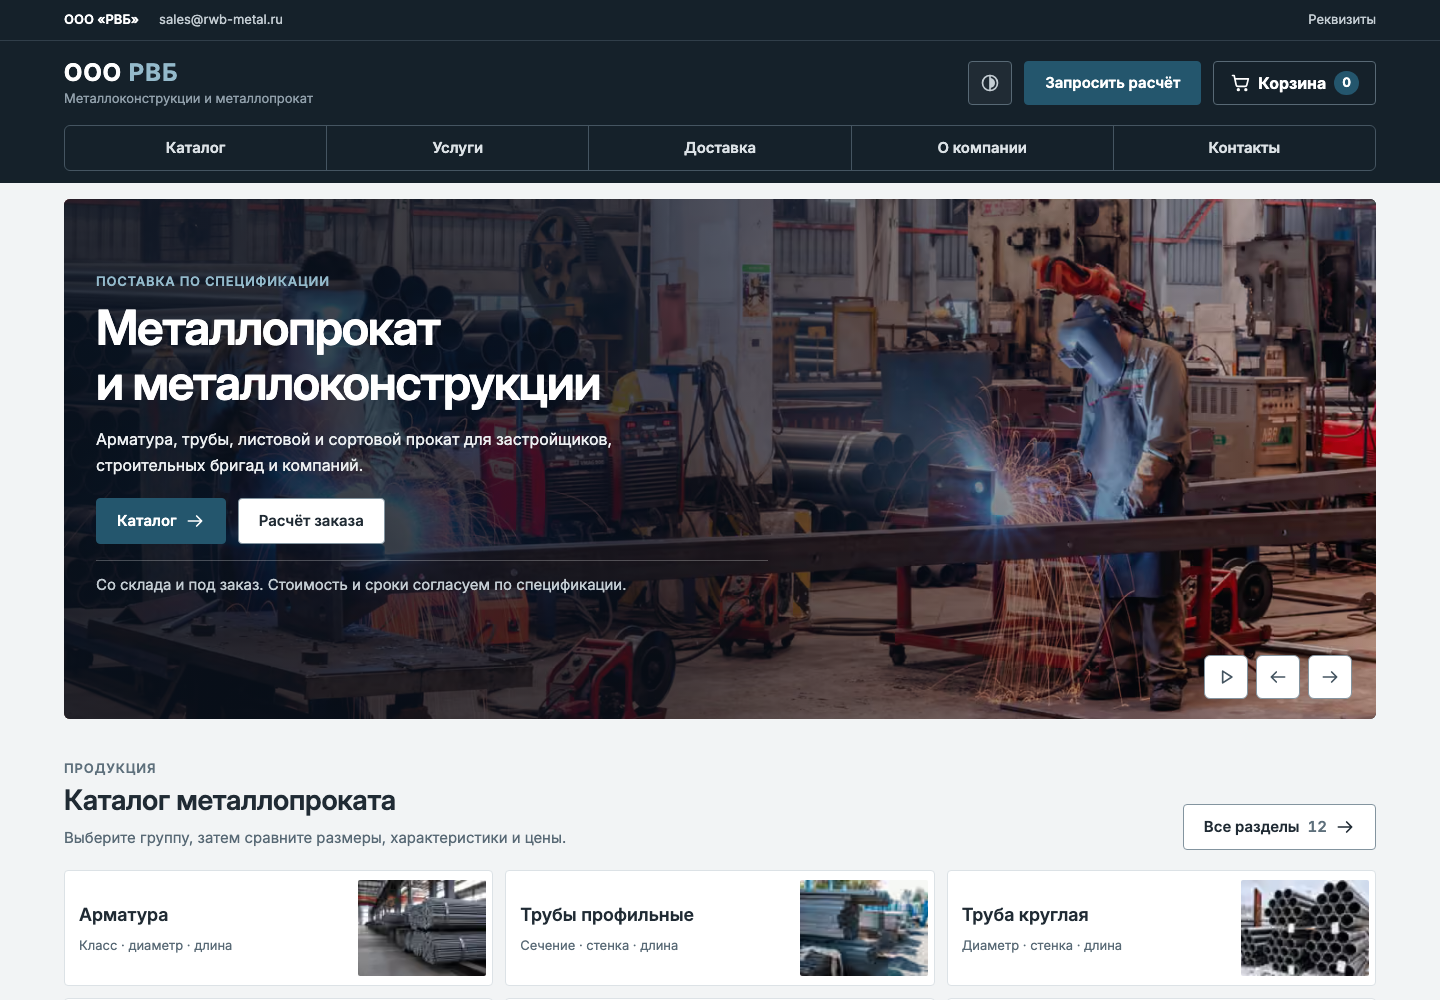 ООО «РВБ»
sales@rwb-metal.ru
Реквизиты
ООО РВБ
Металлоконструкции и металлопрокат
Запросить расчёт
Корзина 0
Каталог
Услуги
Доставка
О компании
Контакты
ПОСТАВКА ПО СПЕЦИФИКАЦИИ
Металлопрокат
и металлоконструкции
Арматура, трубы, листовой и сортовой прокат для застройщиков,
строительных бригад и компаний.
Каталог
Расчёт заказа
Со склада и под заказ. Стоимость и сроки согласуем по спецификации.
ПРОДУКЦИЯ
Каталог металлопроката
Выберите группу, затем сравните размеры, характеристики и цены.
Все разделы 12
Арматура
Класс · диаметр · длина
Трубы профильные
Сечение · стенка · длина
Труба круглая
Диаметр · стенка · длина